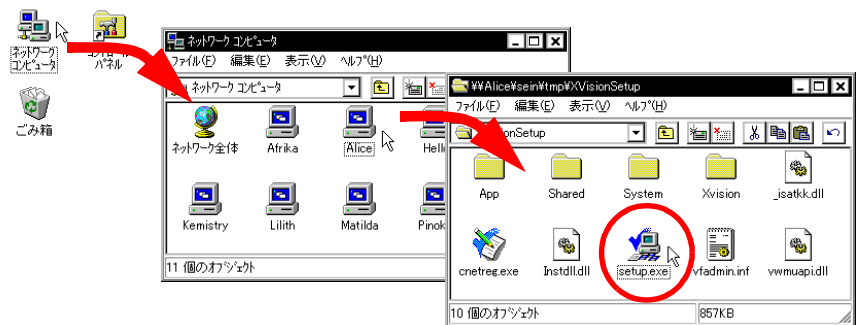 ネットワーク
コンピュータ
コントロール
パネル
ごみ箱
ネットワーク コンピュータ
ファイル(F) 編集(E) 表示(V) ヘルプ(H)
ネットワーク コンピュータ
ネットワーク全体
Afrika
Alice
Kemistry
Lilith
Matilda
11 個のオブジェクト
¥¥Alice¥sein¥tmp¥XVisionSetup
ファイル(F) 編集(E) 表示(V) ヘルプ(H)
App
Shared
System
Xvision
_isatkk.dll
cnetreg.exe
Instdll.dll
setup.exe
vfadmin.inf
vwmuapi.dll
10 個のオブジェクト
857KB